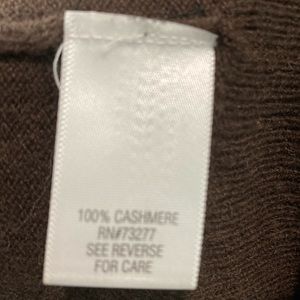 100% CASHMERE
RN#73277
SEE REVERSE
FOR CARE